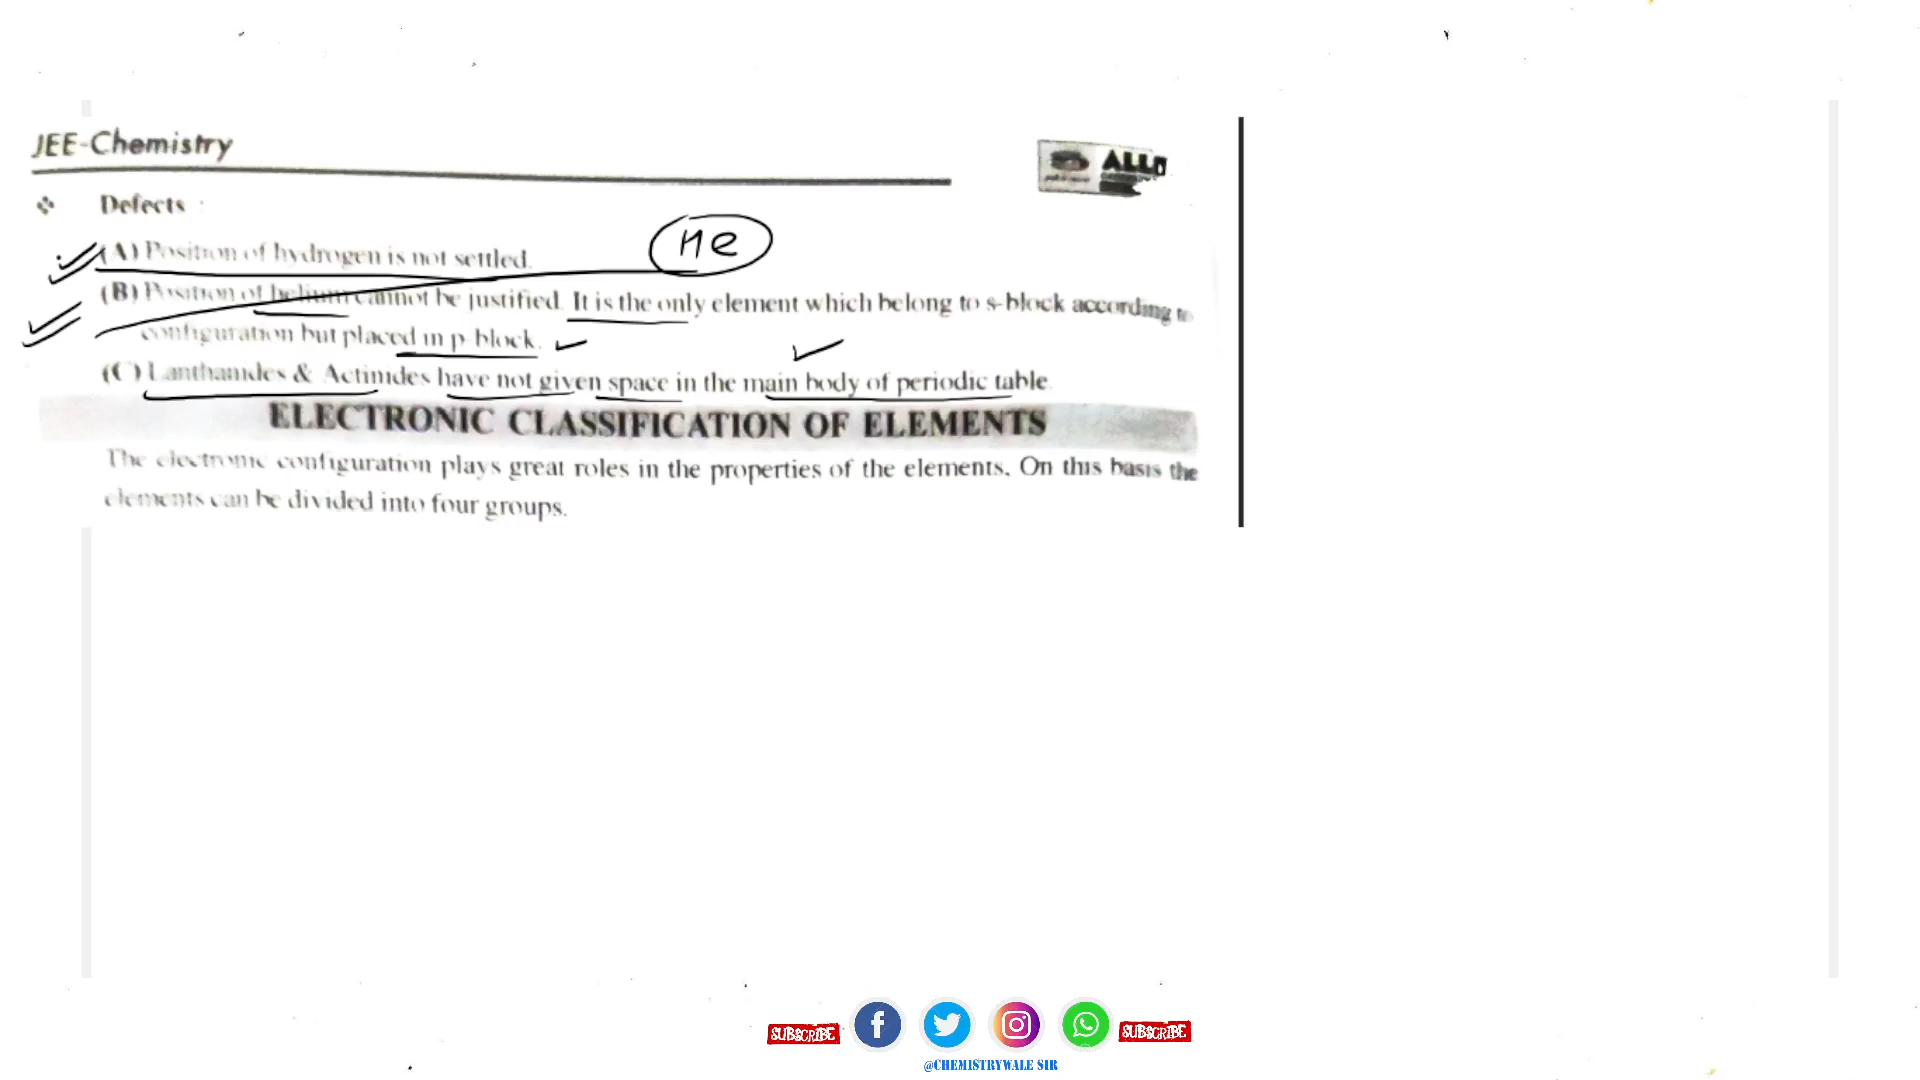 JEE-Chemistry
ALL
Defects :
He
(A) Position of hydrogen is not settled.
(B) Position of helium cannot be justified. It is the only element which belong to s-block according to
configuration but placed in p-block.
(C) Lanthanides & Actinides have not given space in the main body of periodic table.
ELECTRONIC CLASSIFICATION OF ELEMENTS
The electronic configuration plays great roles in the properties of the elements. On this basis the
elements can be divided into four groups.
SUBSCRIBE SUBSCRIBE
@CHEMISTRYWALE SIR